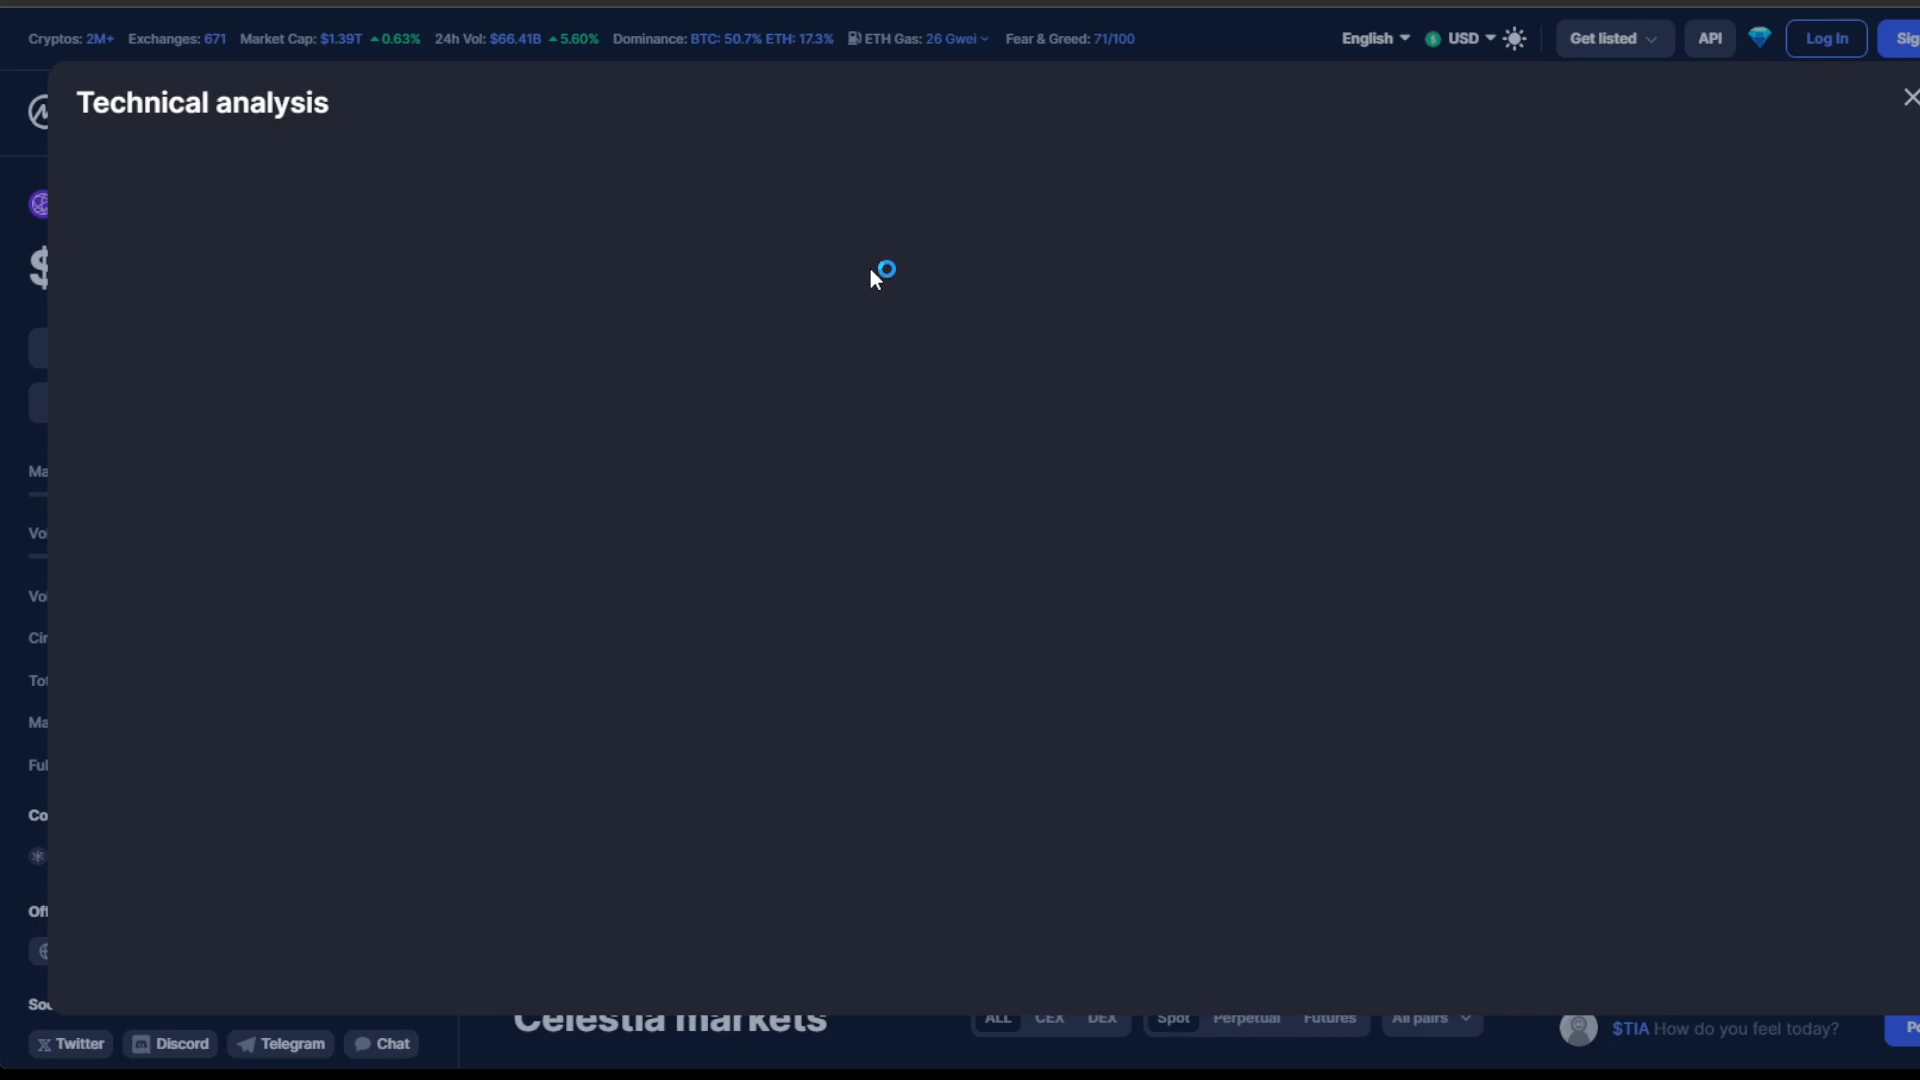 Cryptos: 2M+ Exchanges: 671 Market Cap: $1.39T 0.63% 24h Vol: $66.41B 5.60% Dominance: BTC: 50.7% ETH: 17.3% ETH Gas: 26 Gwei Fear & Greed: 71/100 English USD Get listed API Log In
Technical analysis
$
Celestia markets ALL CEX DEX Spot Perpetual Futures All pairs
$TIA How do you feel today?
Twitter Discord Telegram Chat